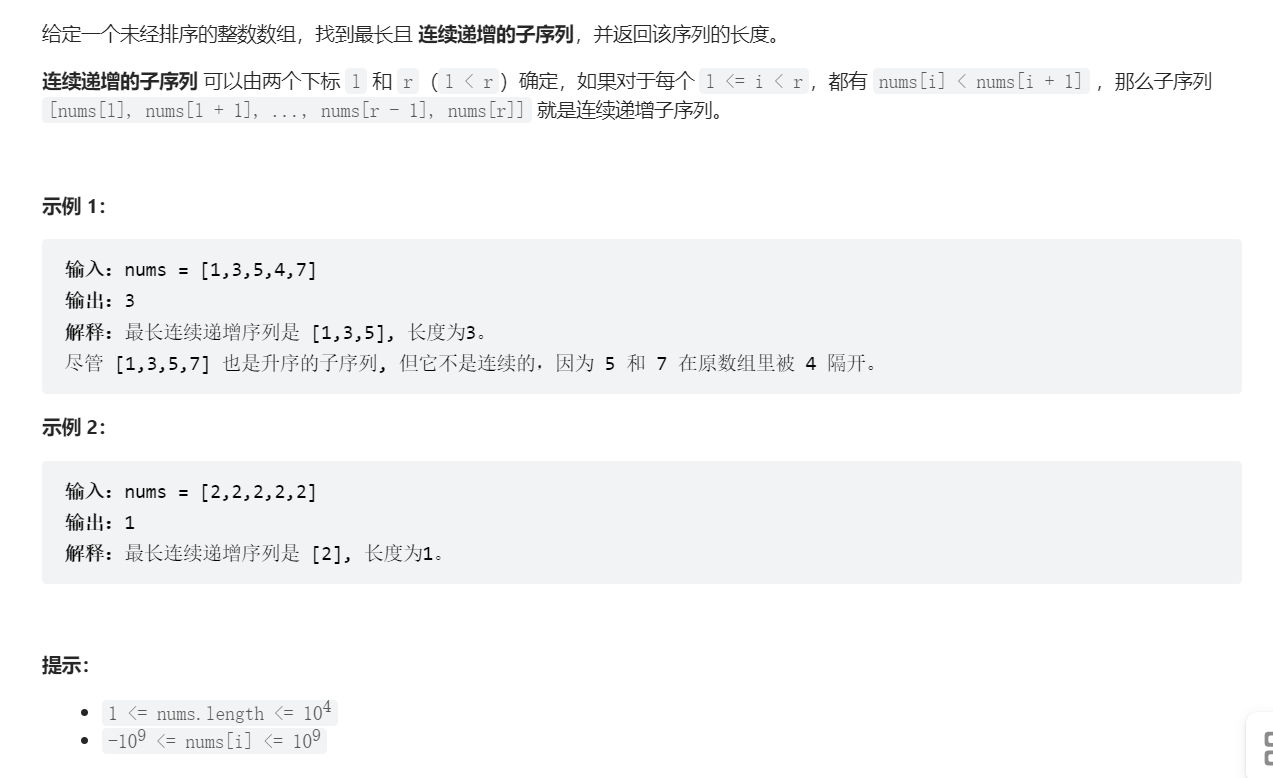 给定一个未经排序的整数数组，找到最长且 连续递增的子序列，并返回该序列的长度。
连续递增的子序列 可以由两个下标 l 和 r（l < r）确定，如果对于每个 l <= i < r，都有 nums[i] < nums[i + 1] ，那么子序列
[nums[l], nums[l + 1], ..., nums[r - 1], nums[r]] 就是连续递增子序列。
示例 1：
输入：nums = [1,3,5,4,7]
输出：3
解释：最长连续递增序列是 [1,3,5], 长度为3。
尽管 [1,3,5,7] 也是升序的子序列, 但它不是连续的，因为 5 和 7 在原数组里被 4 隔开。
示例 2：
输入：nums = [2,2,2,2,2]
输出：1
解释：最长连续递增序列是 [2], 长度为1。
提示：
1 <= nums.length <= 10⁴
-10⁹ <= nums[i] <= 10⁹